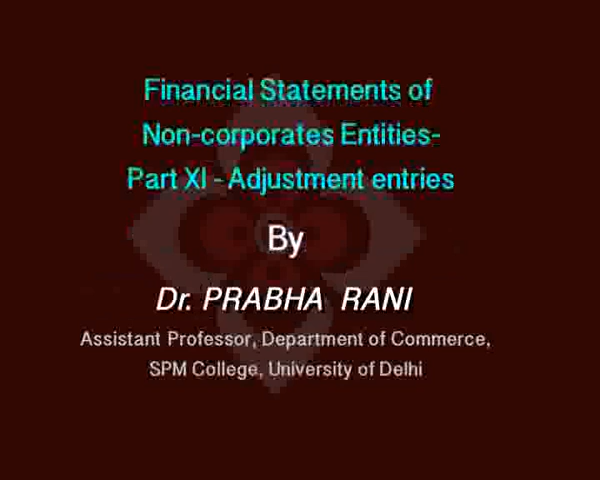 Financial Statements of
Non-corporates Entities-
Part XI - Adjustment entries
By
Dr. PRABHA RANI
Assistant Professor, Department of Commerce,
SPM College, University of Delhi